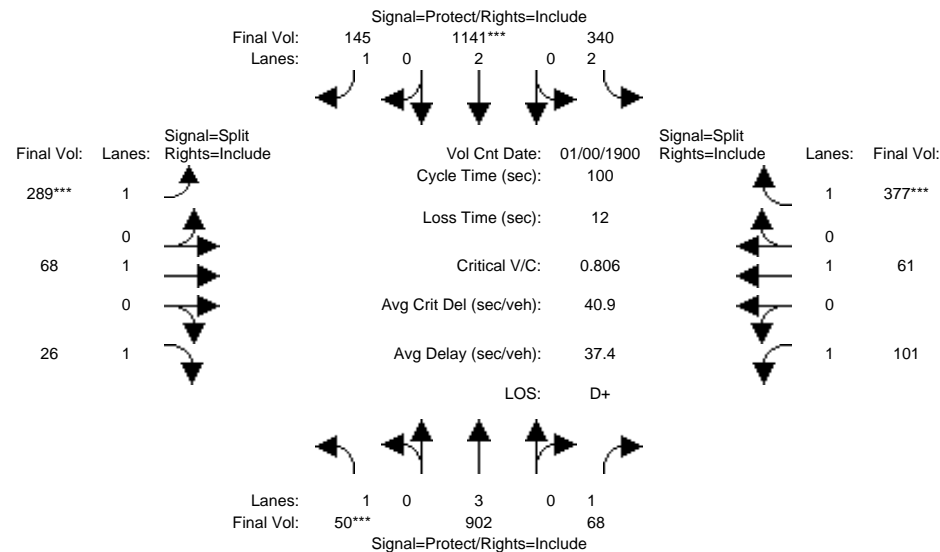 Signal=Protect/Rights=Include
Final Vol: 145 1141*** 340
Lanes: 1 0 2 0 2
Signal=Split Signal=Split
Final Vol: Lanes: Rights=Include Vol Cnt Date: 01/00/1900 Rights=Include Lanes: Final Vol:
Cycle Time (sec): 100
289*** 1 1 377***
Loss Time (sec): 12
0 0
68 1 Critical V/C: 0.806 1 61
0 Avg Crit Del (sec/veh): 40.9 0
26 1 Avg Delay (sec/veh): 37.4 1 101
LOS: D+
Lanes: 1 0 3 0 1
Final Vol: 50*** 902 68
Signal=Protect/Rights=Include